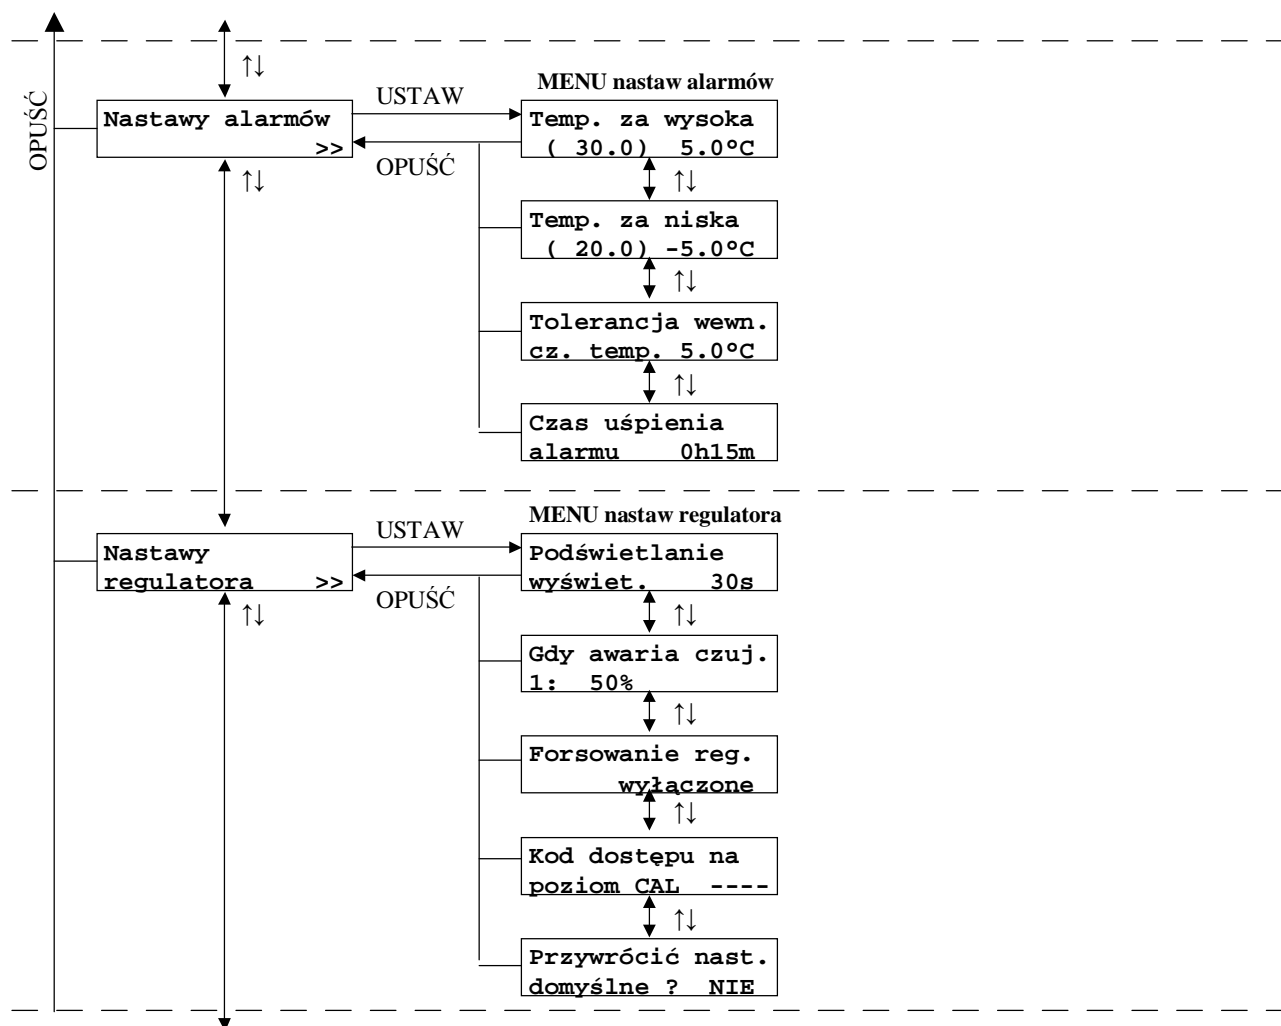 ↑↓
OPUŚĆ
MENU nastaw alarmów
Nastawy alarmów
>>
USTAW
OPUŚĆ
↑↓
Temp. za wysoka
( 30.0) 5.0°C
↑↓
Temp. za niska
( 20.0) -5.0°C
↑↓
Tolerancja wewn.
cz. temp. 5.0°C
↑↓
Czas uśpienia
alarmu 0h15m
MENU nastaw regulatora
Nastawy
regulatora >>
USTAW
OPUŚĆ
↑↓
Podświetlanie
wyświet. 30s
↑↓
Gdy awaria czuj.
1: 50%
↑↓
Forsowanie reg.
wyłączone
↑↓
Kod dostępu na
poziom CAL ----
↑↓
Przywrócić nast.
domyślne ? NIE